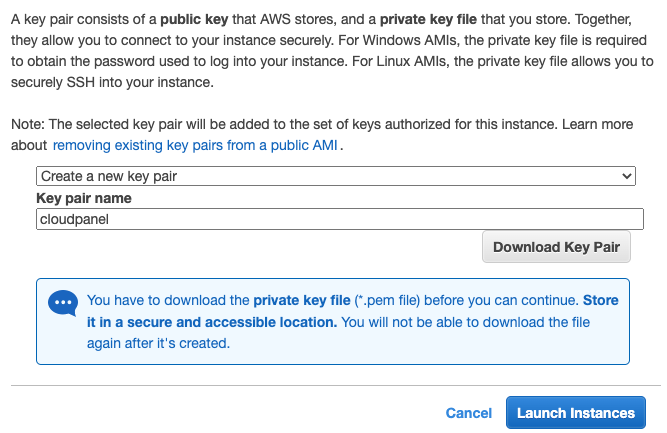 A key pair consists of a public key that AWS stores, and a private key file that you store. Together,
they allow you to connect to your instance securely. For Windows AMIs, the private key file is required
to obtain the password used to log into your instance. For Linux AMIs, the private key file allows you to
securely SSH into your instance.
Note: The selected key pair will be added to the set of keys authorized for this instance. Learn more
about removing existing key pairs from a public AMI .
Create a new key pair
Key pair name
cloudpanel
Download Key Pair
You have to download the private key file (*.pem file) before you can continue. Store
it in a secure and accessible location. You will not be able to download the file
again after it's created.
Cancel Launch Instances